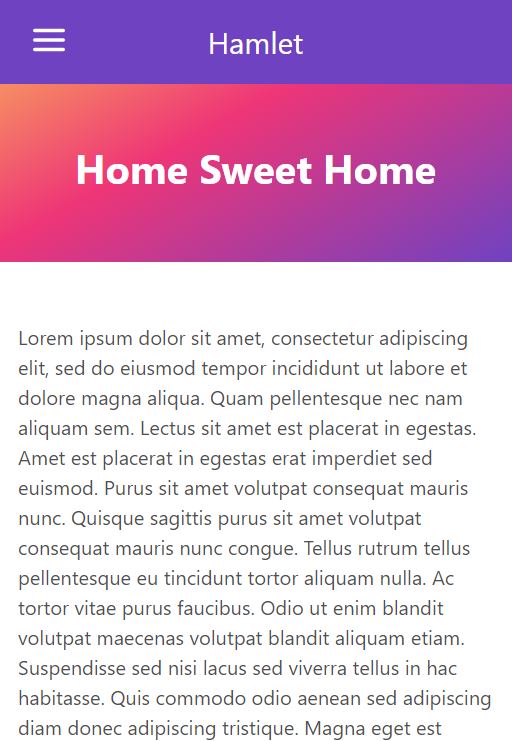 Hamlet
Home Sweet Home
Lorem ipsum dolor sit amet, consectetur adipiscing
elit, sed do eiusmod tempor incididunt ut labore et
dolore magna aliqua. Quam pellentesque nec nam
aliquam sem. Lectus sit amet est placerat in egestas.
Amet est placerat in egestas erat imperdiet sed
euismod. Purus sit amet volutpat consequat mauris
nunc. Quisque sagittis purus sit amet volutpat
consequat mauris nunc congue. Tellus rutrum tellus
pellentesque eu tincidunt tortor aliquam nulla. Ac
tortor vitae purus faucibus. Odio ut enim blandit
volutpat maecenas volutpat blandit aliquam etiam.
Suspendisse sed nisi lacus sed viverra tellus in hac
habitasse. Quis commodo odio aenean sed adipiscing
diam donec adipiscing tristique. Magna eget est